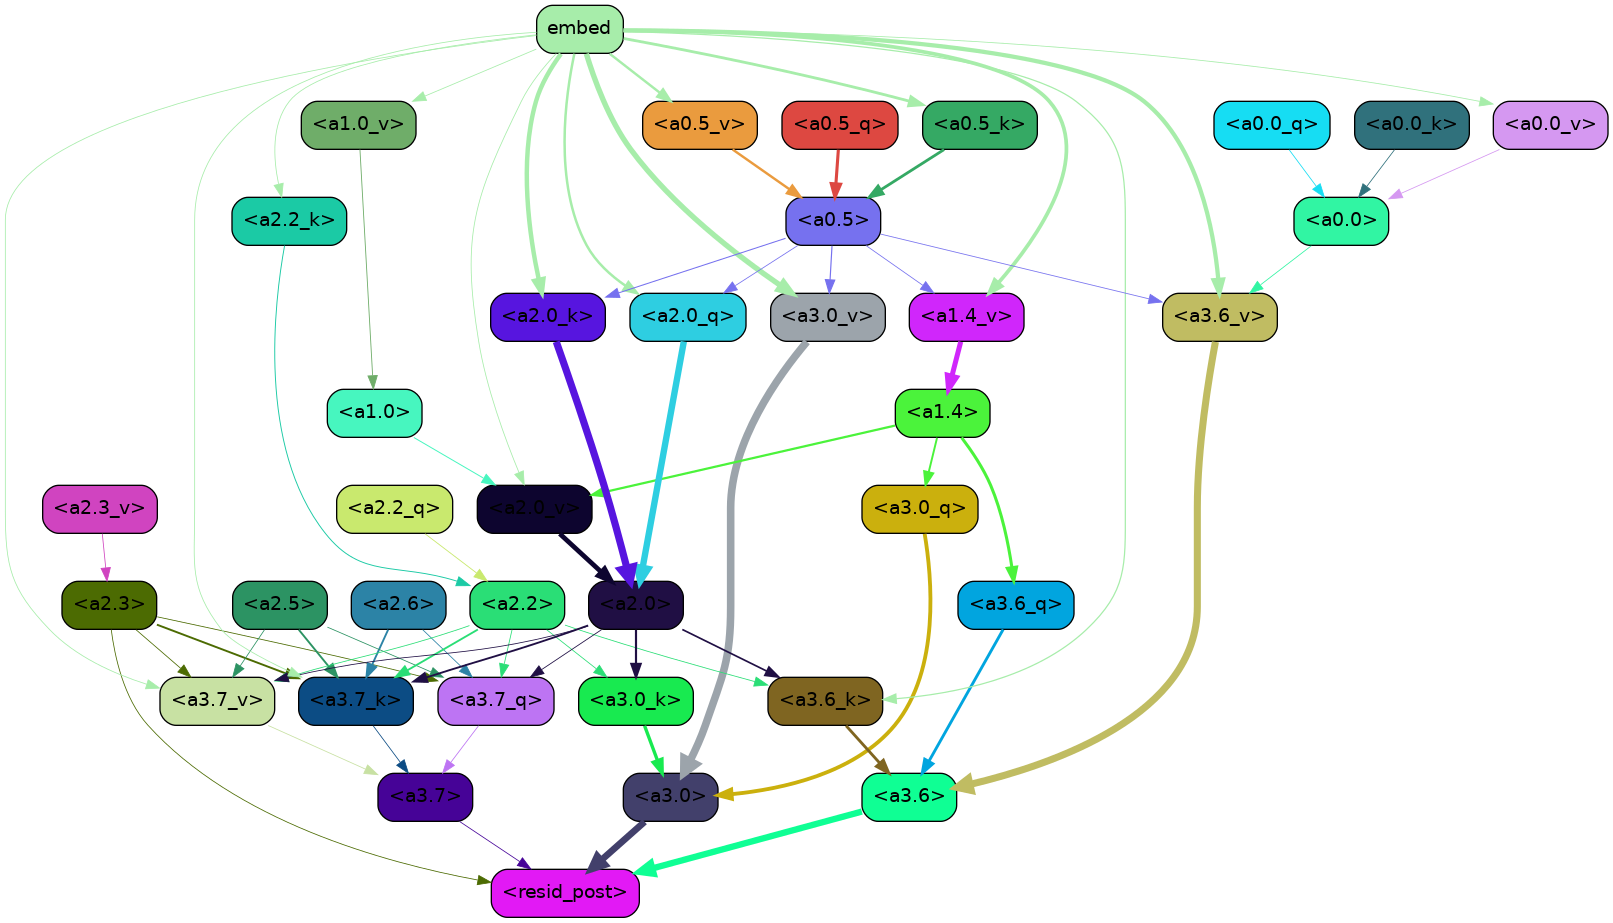 embed
<a1.0_v>
<a0.5_v>
<a0.5_q>
<a0.5_k>
<a0.0_q>
<a0.0_k>
<a0.0_v>
<a2.2_k>
<a0.5>
<a0.0>
<a2.0_k>
<a2.0_q>
<a3.0_v>
<a1.4_v>
<a3.6_v>
<a1.0>
<a1.4>
<a2.3_v>
<a2.2_q>
<a2.0_v>
<a3.0_q>
<a2.3>
<a2.5>
<a2.6>
<a2.2>
<a2.0>
<a3.6_q>
<a3.7_v>
<a3.7_k>
<a3.7_q>
<a3.0_k>
<a3.6_k>
<a3.7>
<a3.0>
<a3.6>
<resid_post>